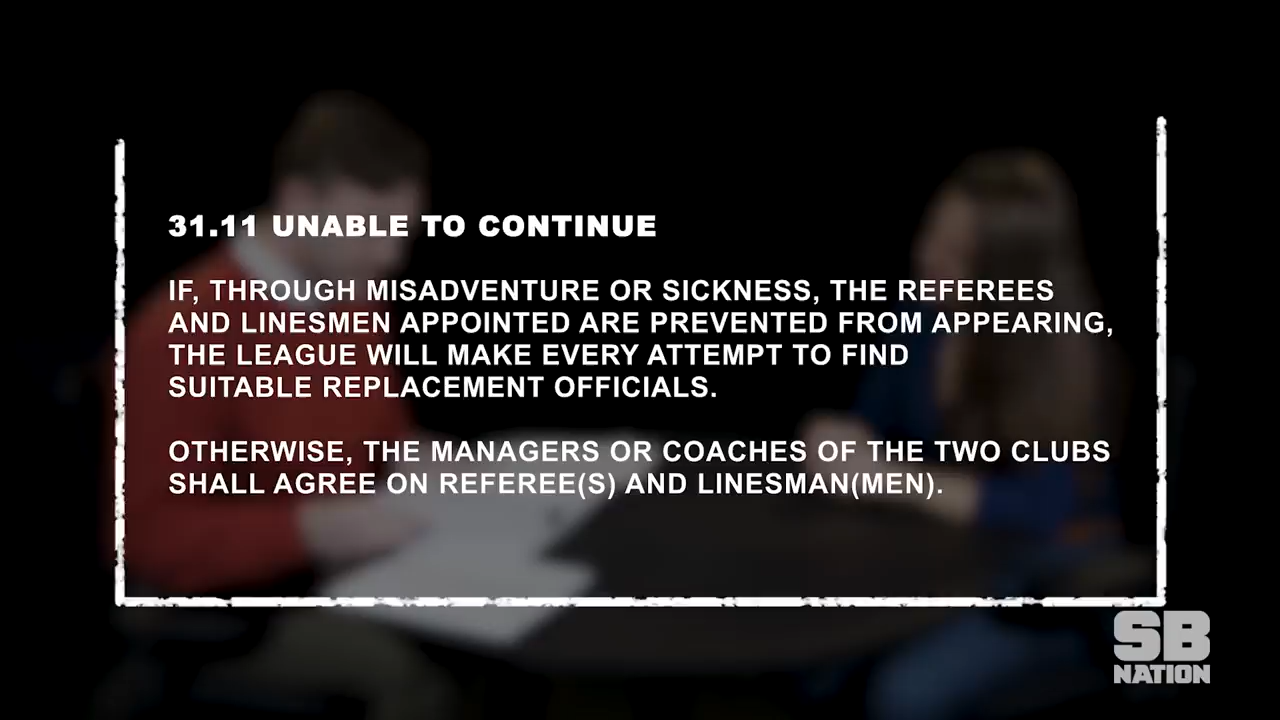 31.11 UNABLE TO CONTINUE
IF, THROUGH MISADVENTURE OR SICKNESS, THE REFEREES
AND LINESMEN APPOINTED ARE PREVENTED FROM APPEARING,
THE LEAGUE WILL MAKE EVERY ATTEMPT TO FIND
SUITABLE REPLACEMENT OFFICIALS.
OTHERWISE, THE MANAGERS OR COACHES OF THE TWO CLUBS
SHALL AGREE ON REFEREE(S) AND LINESMAN(MEN).
SB
NATION